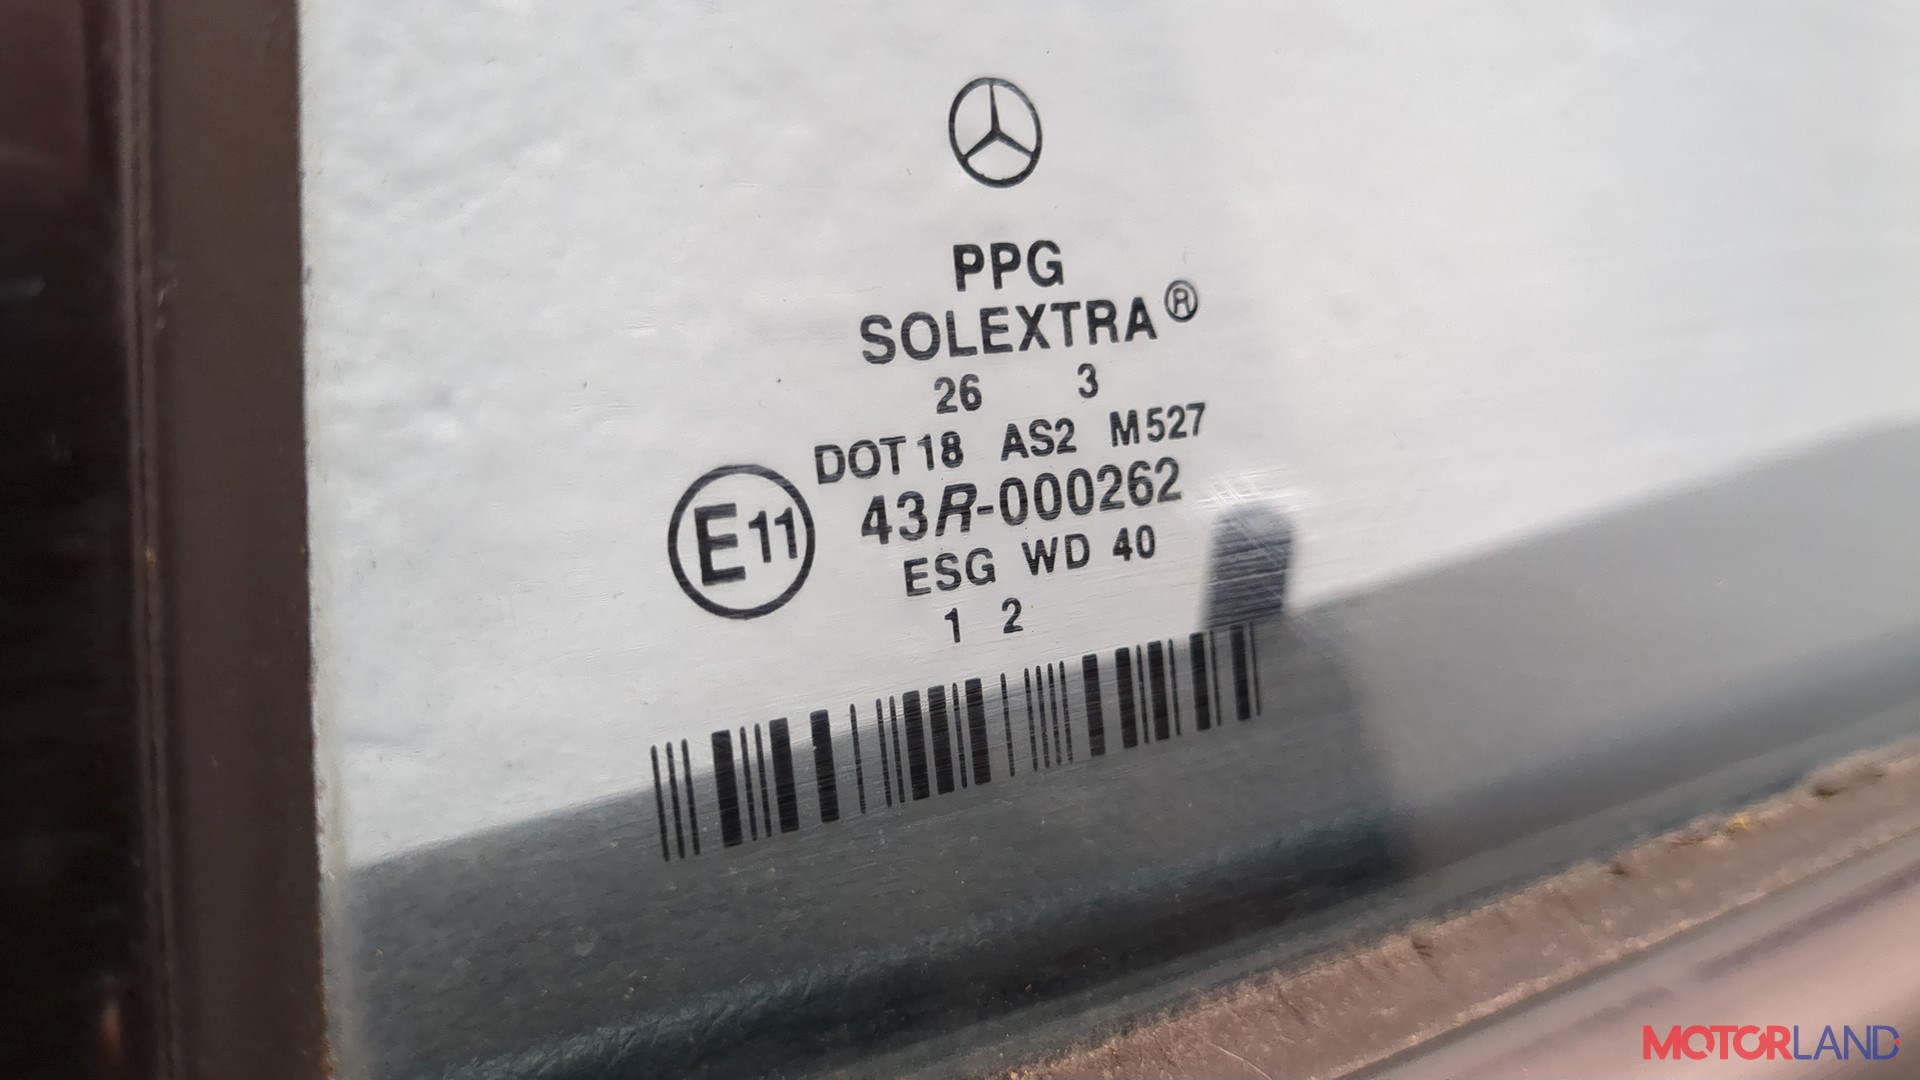 PPG
SOLEXTRA®
26 3
DOT 18 AS2 M527
E11 43R-000262
ESG WD 40
1 2
MOTORLAND